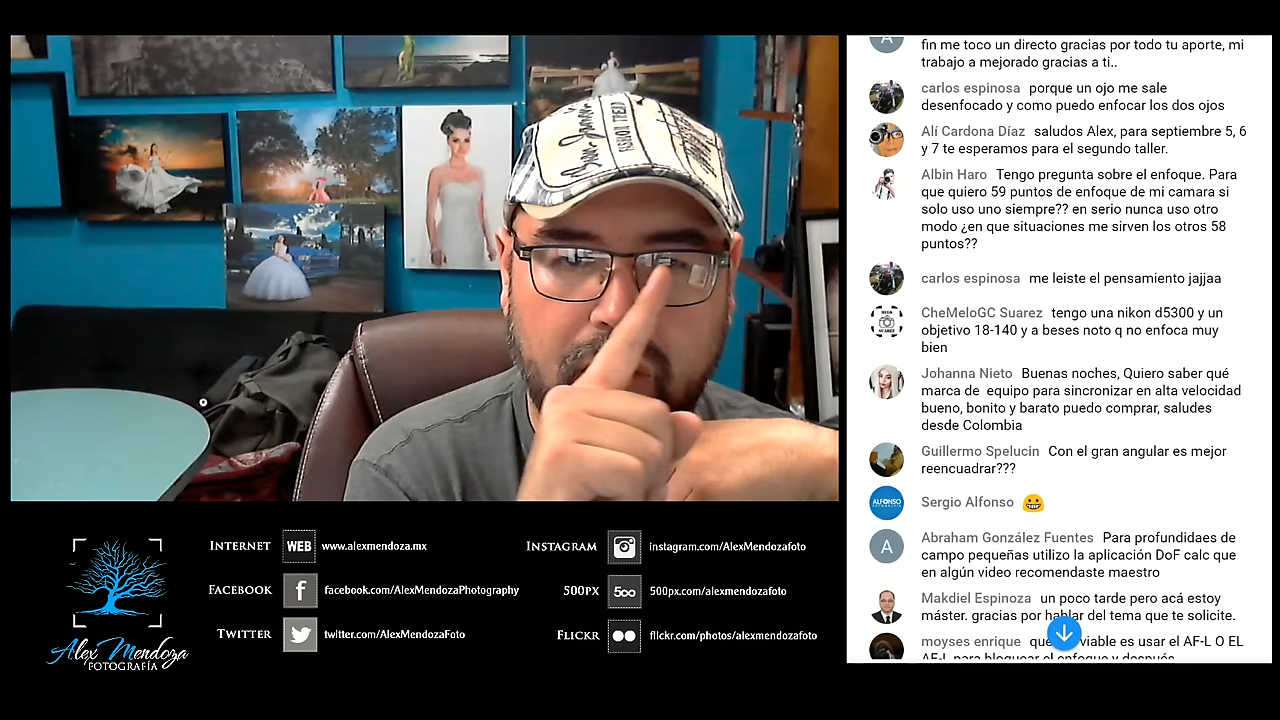 A
fin me toco un directo gracias por todo tu aporte, mi
trabajo a mejorado gracias a ti..
carlos espinosa porque un ojo me sale
desenfocado y como puedo enfocar los dos ojos
Alí Cardona Díaz saludos Alex, para septiembre 5, 6
y 7 te esperamos para el segundo taller.
Albin Haro Tengo pregunta sobre el enfoque. Para
que quiero 59 puntos de enfoque de mi camara si
solo uso uno siempre?? en serio nunca uso otro
modo ¿en que situaciones me sirven los otros 58
puntos??
carlos espinosa me leiste el pensamiento jajjaa
CheMeloGC Suarez tengo una nikon d5300 y un
objetivo 18-140 y a beses noto q no enfoca muy
bien
Johanna Nieto Buenas noches, Quiero saber qué
marca de equipo para sincronizar en alta velocidad
bueno, bonito y barato puedo comprar, saludes
desde Colombia
Guillermo Spelucin Con el gran angular es mejor
reencuadrar???
ALFONSO
Sergio Alfonso 😀
A
Abraham González Fuentes Para profundidaes de
campo pequeñas utilizo la aplicación DoF calc que
en algún video recomendaste maestro
Makdiel Espinoza un poco tarde pero acá estoy
máster. gracias por hablar del tema que te solicite.
moyses enrique que viable es usar el AF-L O EL
AF-L para bloquear el enfoque y después
Alex Mendoza
FOTOGRAFÍA
INTERNET WEB www.alexmendoza.mx
FACEBOOK f facebook.com/AlexMendozaPhotography
TWITTER twitter.com/AlexMendozaFoto
INSTAGRAM instagram.com/AlexMendozafoto
500PX 500 500px.com/alexmendozafoto
FLICKR flickr.com/photos/alexmendozafoto